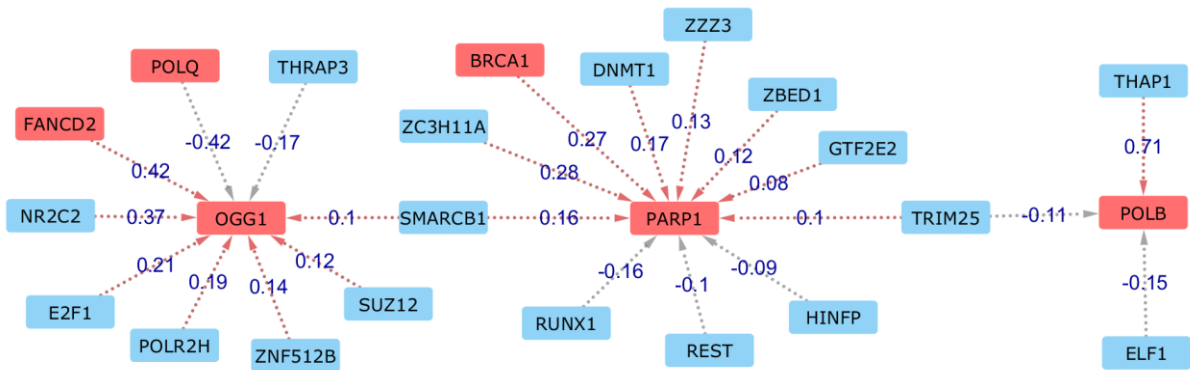 ZZZ3
POLQ
THRAP3
BRCA1
DNMT1
THAP1
ZBED1
FANCD2
ZC3H11A
GTF2E2
-0.42
-0.17
0.27
0.17
0.13
0.12
0.71
0.42
0.28
0.08
NR2C2
0.37
OGG1
0.1
SMARCB1
0.16
PARP1
0.1
TRIM25
-0.11
POLB
0.21
0.19
0.14
0.12
-0.16
-0.1
-0.09
-0.15
E2F1
SUZ12
RUNX1
HINFP
POLR2H
ZNF512B
REST
ELF1